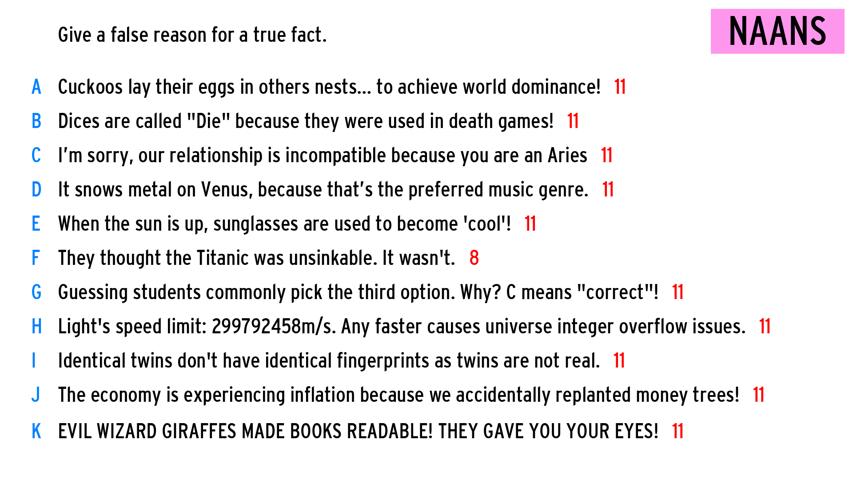 Give a false reason for a true fact.
NAANS
A Cuckoos lay their eggs in others nests... to achieve world dominance! 11
B Dices are called "Die" because they were used in death games! 11
C I'm sorry, our relationship is incompatible because you are an Aries 11
D It snows metal on Venus, because that's the preferred music genre. 11
E When the sun is up, sunglasses are used to become 'cool'! 11
F They thought the Titanic was unsinkable. It wasn't. 8
G Guessing students commonly pick the third option. Why? C means "correct"! 11
H Light's speed limit: 299792458m/s. Any faster causes universe integer overflow issues. 11
I Identical twins don't have identical fingerprints as twins are not real. 11
J The economy is experiencing inflation because we accidentally replanted money trees! 11
K EVIL WIZARD GIRAFFES MADE BOOKS READABLE! THEY GAVE YOU YOUR EYES! 11